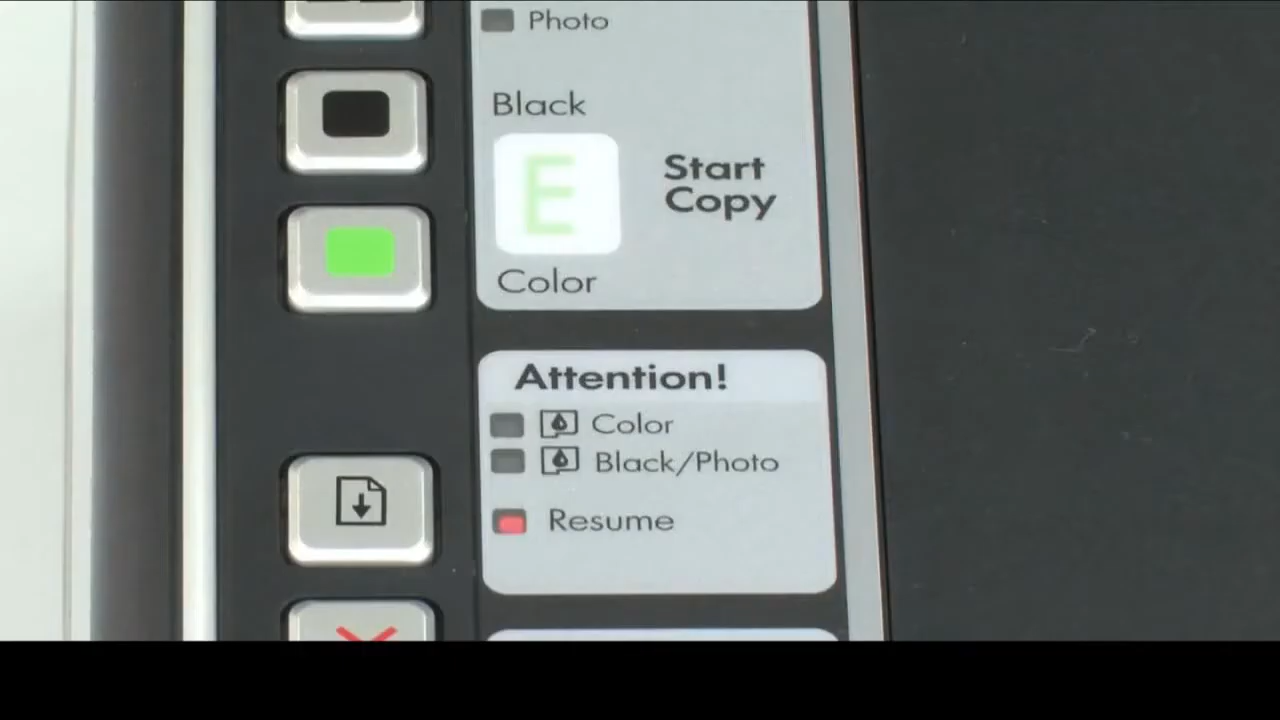 Photo
Black
E
Start
Copy
Color
Attention!
Color
Black/Photo
Resume